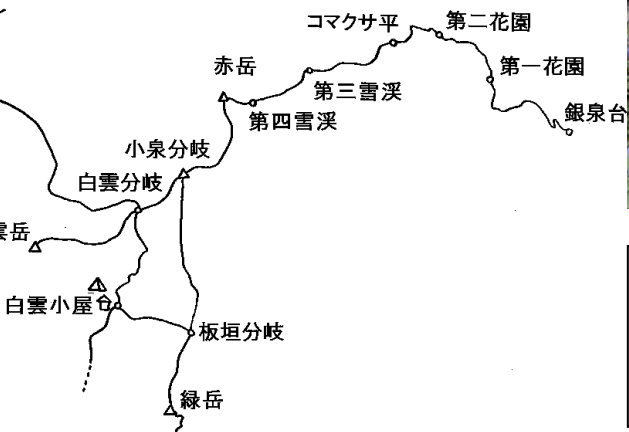 コマクサ平
第二花園
第一花園
赤岳
第三雪渓
第四雪渓
銀泉台
小泉分岐
白雲分岐
雲岳
白雲小屋
板垣分岐
緑岳